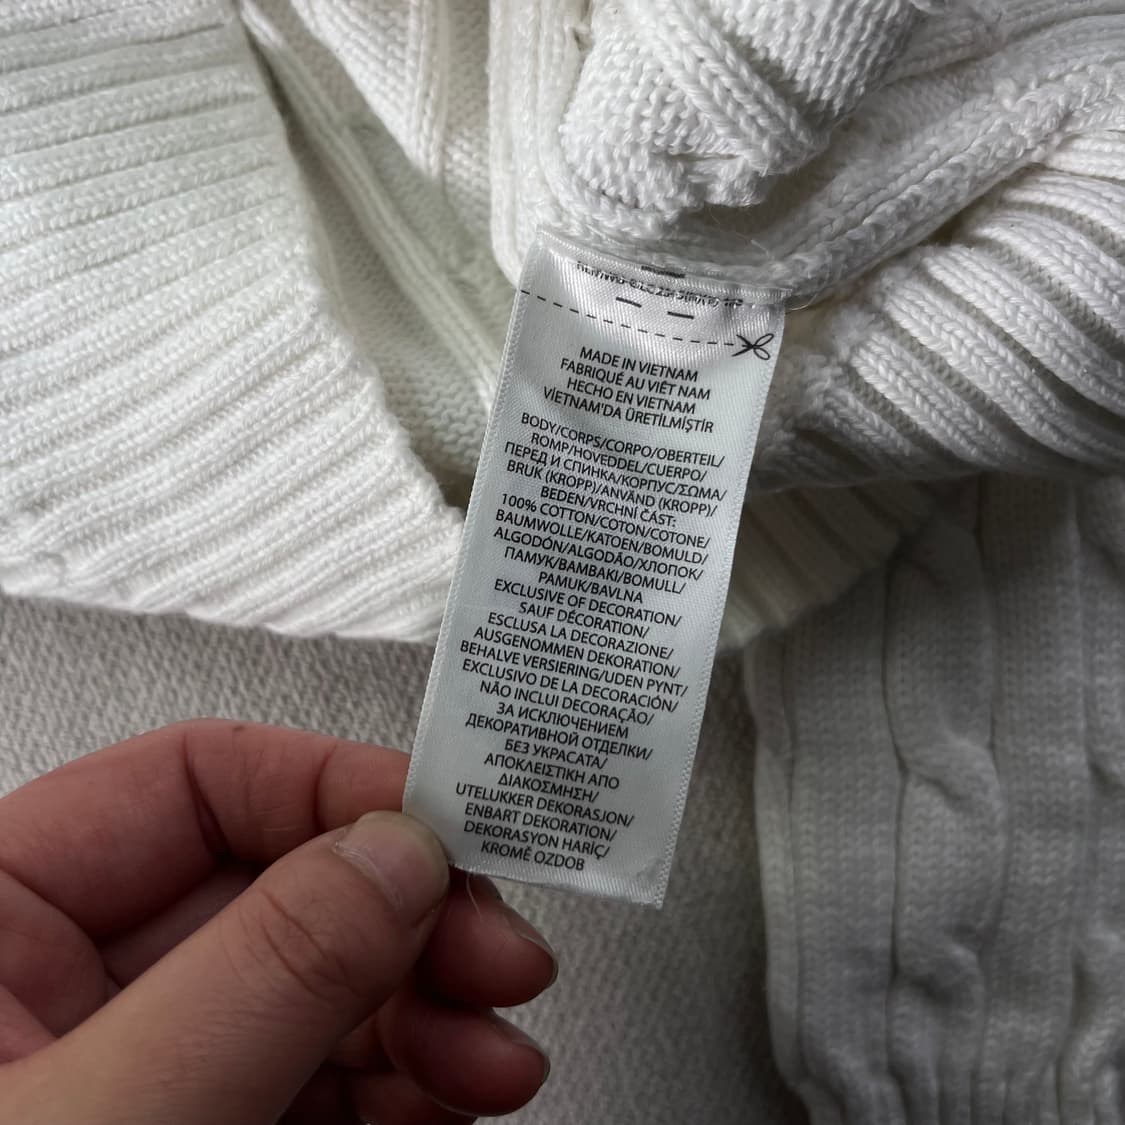 MADE IN VIETNAM
FABRIQUÉ AU VIÊT NAM
HECHO EN VIETNAM
VİETNAM'DA ÜRETİLMİŞTİR
BODY/CORPS/CORPO/OBERTEIL/
ROMP/HOVEDDEL/CUERPO/
ПЕРЕД И СПИНКА/КОРПУС/ΣΩΜΑ/
BRUK (KROPP)/ANVÄND (KROPP)/
BEDEN/VRCHNÍ ČÁST:
100% COTTON/COTON/COTONE/
BAUMWOLLE/KATOEN/BOMULD/
ALGODÓN/ALGODÃO/ХЛОПОК/
ПАМУК/BAMBAKI/BOMULL/
PAMUK/BAVLNA
EXCLUSIVE OF DECORATION/
SAUF DÉCORATION/
ESCLUSA LA DECORAZIONE/
AUSGENOMMEN DEKORATION/
BEHALVE VERSIERING/UDEN PYNT/
EXCLUSIVO DE LA DECORACIÓN/
NÃO INCLUI DECORAÇÃO/
ЗА ИСКЛЮЧЕНИЕМ
ДЕКОРАТИВНОЙ ОТДЕЛКИ/
БЕЗ УКРАСАТА/
ΑΠΟΚΛΕΙΣΤΙΚΗ ΑΠΟ
ΔΙΑΚΟΣΜΗΣΗ/
UTELUKKER DEKORASJON/
ENBART DEKORATION/
DEKORASYON HARİÇ/
KROMĚ OZDOB